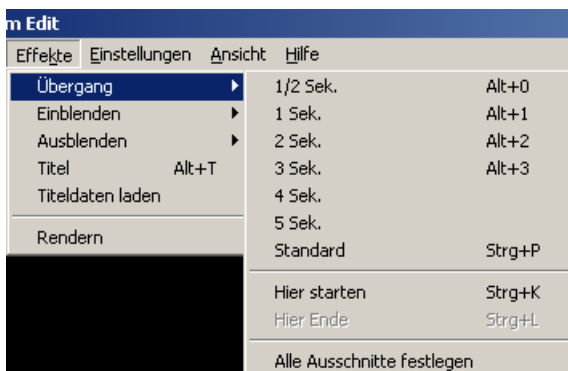 m Edit
Effekte Einstellungen Ansicht Hilfe
Übergang
Einblenden
Ausblenden
Titel Alt+T
Titeldaten laden
Rendern
1/2 Sek. Alt+0
1 Sek. Alt+1
2 Sek. Alt+2
3 Sek. Alt+3
4 Sek.
5 Sek.
Standard Strg+P
Hier starten Strg+K
Hier Ende Strg+L
Alle Ausschnitte festlegen